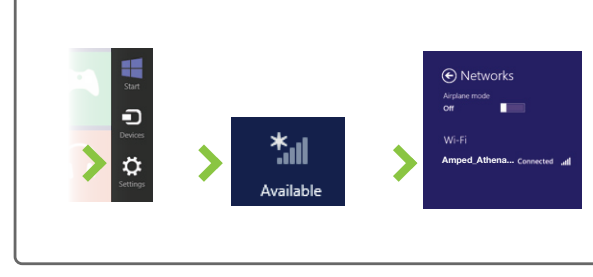 Start
Devices
Settings
Available
Networks
Airplane mode
Off
Wi-Fi
Amped_Athena... Connected